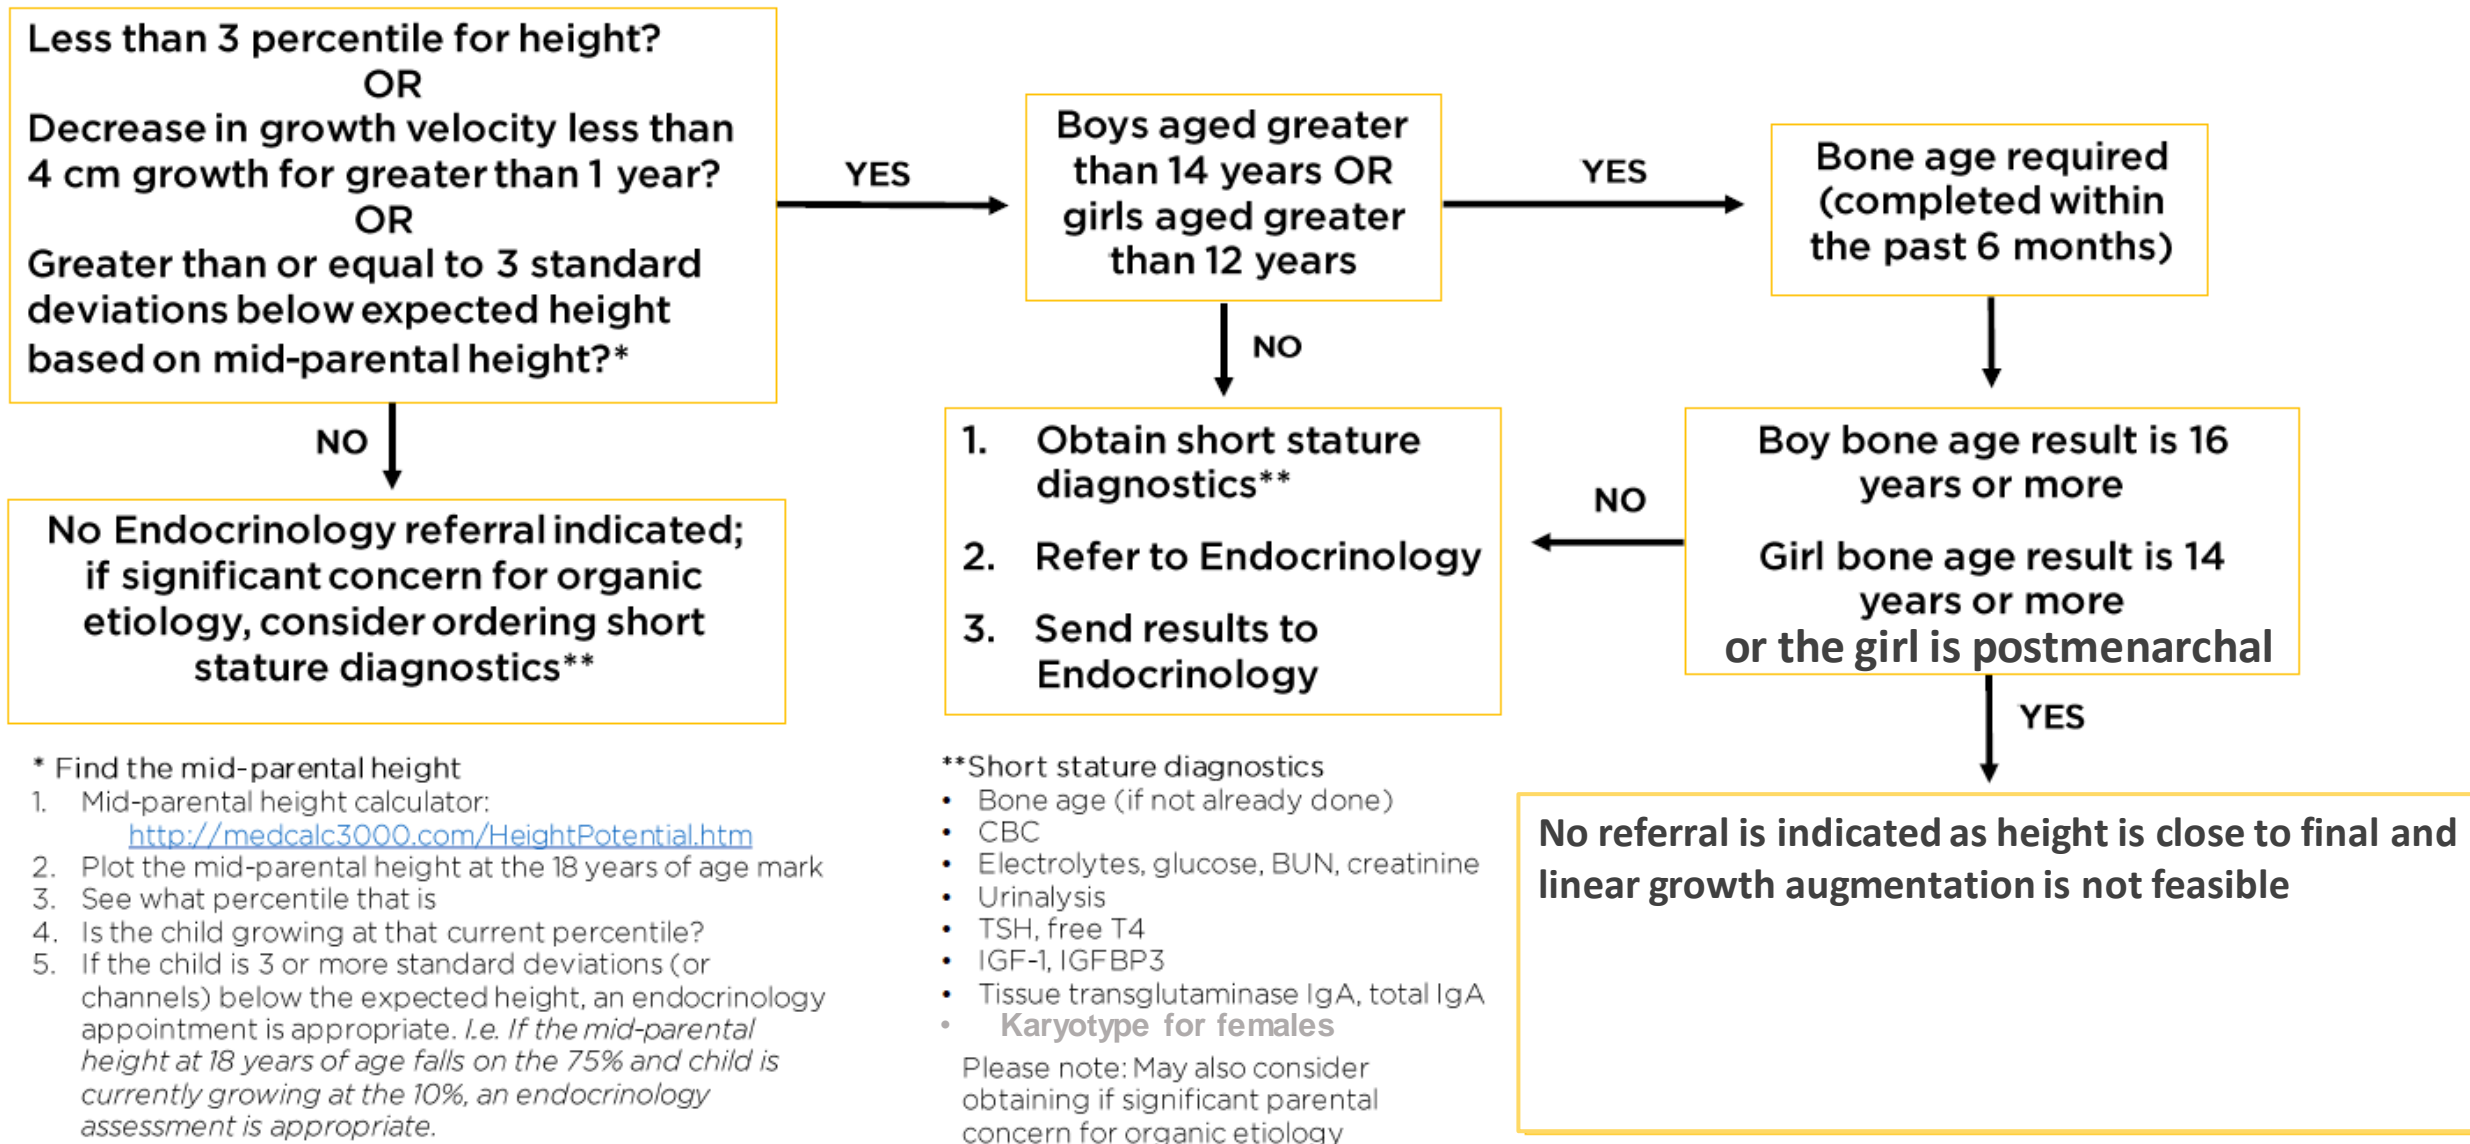 Less than 3 percentile for height?
OR
Decrease in growth velocity less than
4 cm growth for greater than 1 year?
OR
Greater than or equal to 3 standard
deviations below expected height
based on mid-parental height?*
YES
Boys aged greater
than 14 years OR
girls aged greater
than 12 years
YES
Bone age required
(completed within
the past 6 months)
NO
NO
No Endocrinology referral indicated;
if significant concern for organic
etiology, consider ordering short
stature diagnostics**
1. Obtain short stature
diagnostics**
2. Refer to Endocrinology
3. Send results to
Endocrinology
NO
Boy bone age result is 16
years or more
Girl bone age result is 14
years or more
or the girl is postmenarchal
YES
No referral is indicated as height is close to final and
linear growth augmentation is not feasible
* Find the mid-parental height
1. Mid-parental height calculator:
http://medcalc3000.com/HeightPotential.htm
2. Plot the mid-parental height at the 18 years of age mark
3. See what percentile that is
4. Is the child growing at that current percentile?
5. If the child is 3 or more standard deviations (or
channels) below the expected height, an endocrinology
appointment is appropriate. I.e. If the mid-parental
height at 18 years of age falls on the 75% and child is
currently growing at the 10%, an endocrinology
assessment is appropriate.
**Short stature diagnostics
• Bone age (if not already done)
• CBC
• Electrolytes, glucose, BUN, creatinine
• Urinalysis
• TSH, free T4
• IGF-1, IGFBP3
• Tissue transglutaminase IgA, total IgA
• Karyotype for females
Please note: May also consider
obtaining if significant parental
concern for organic etiology